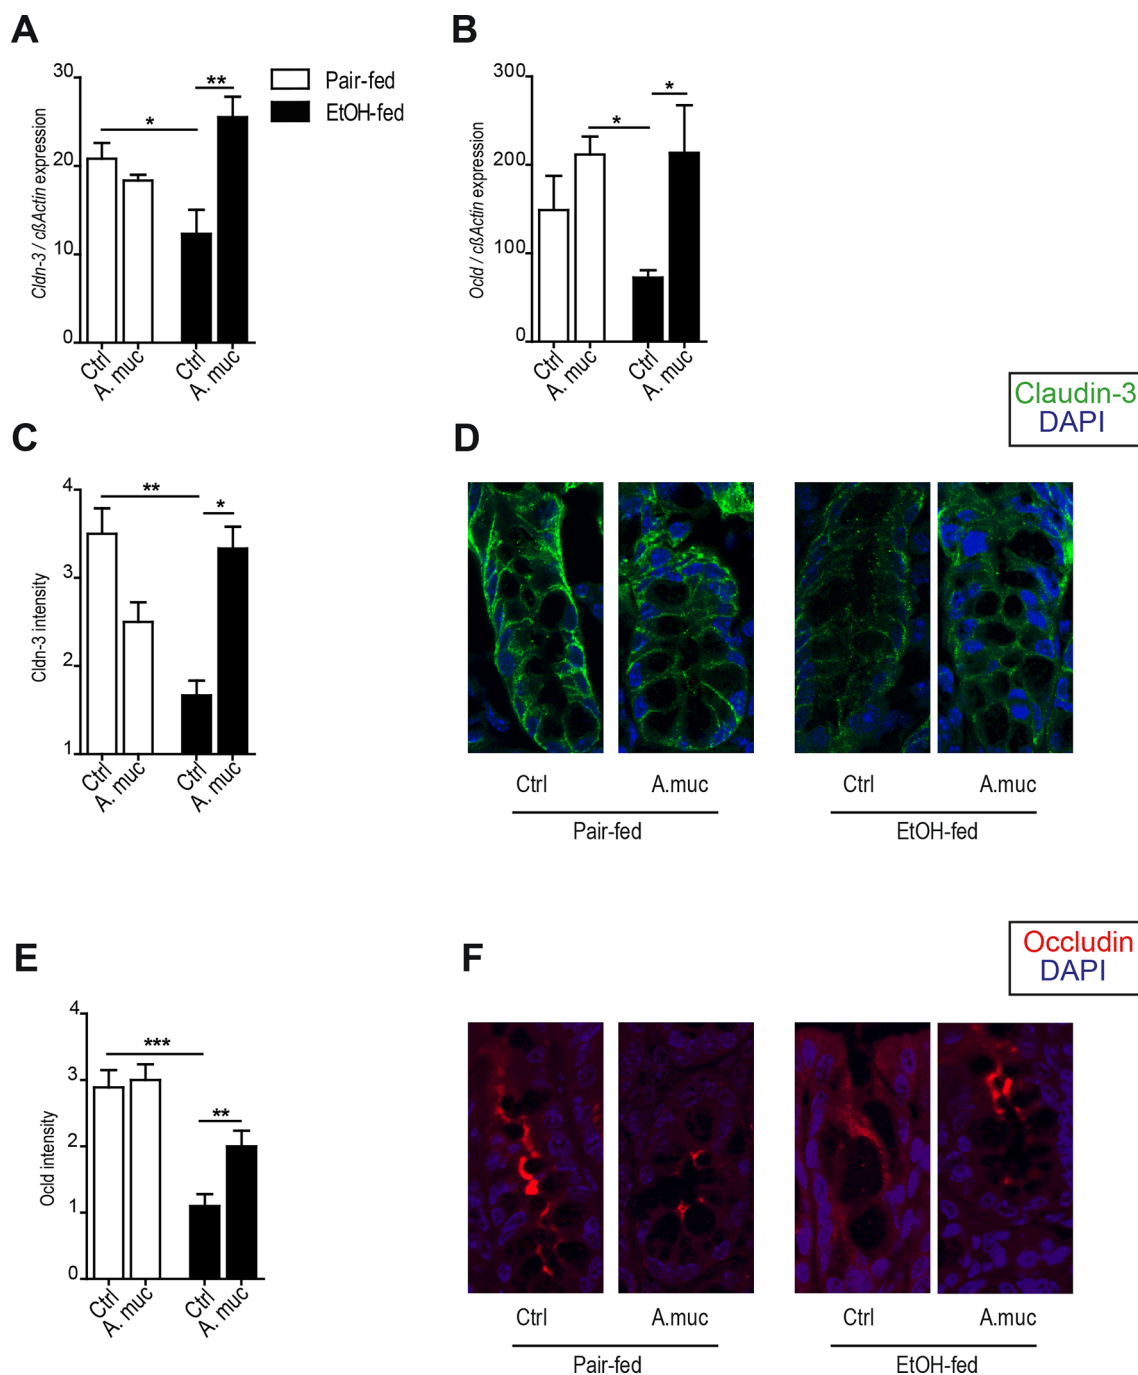 A
30
20
10
0
Cldn-3 / cßActin expression
*
**
Ctrl
A. muc
Ctrl
A. muc
Pair-fed
EtOH-fed
B
300
200
100
0
Ocld / cßActin expression
*
*
Ctrl
A. muc
Ctrl
A. muc
C
4
3
2
1
Cldn-3 intensity
**
*
Ctrl
A. muc
Ctrl
A. muc
D
Claudin-3
DAPI
Ctrl
A.muc
Ctrl
A.muc
Pair-fed
EtOH-fed
E
4
3
2
1
0
Ocld intensity
***
**
Ctrl
A. muc
Ctrl
A. muc
F
Occludin
DAPI
Ctrl
A.muc
Ctrl
A.muc
Pair-fed
EtOH-fed